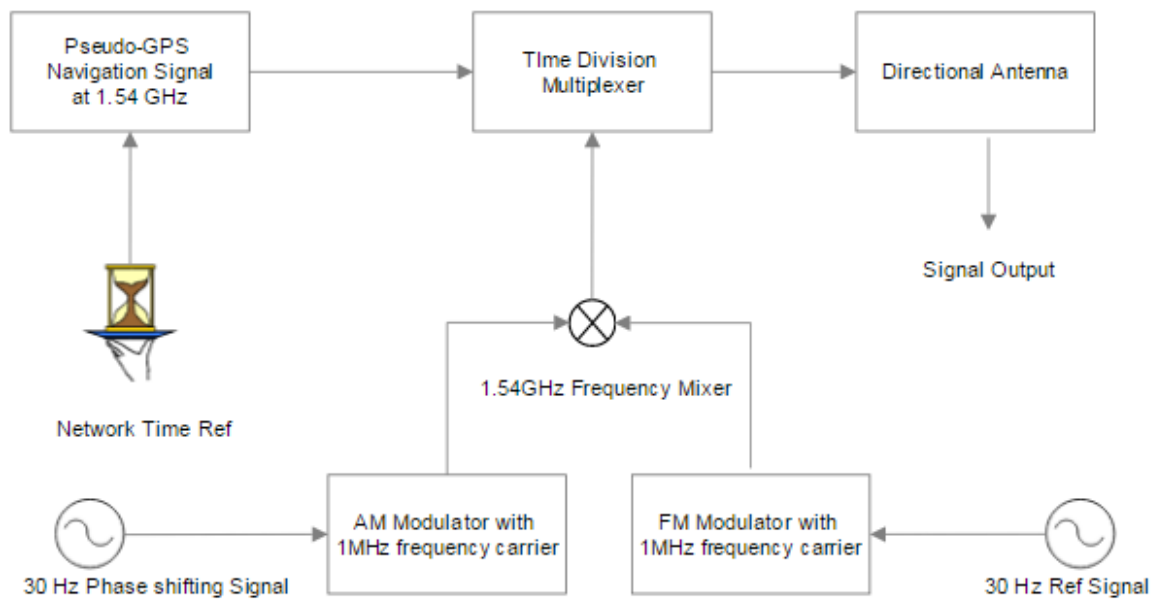 Pseudo-GPS
Navigation Signal
at 1.54 GHz
TIme Division
Multiplexer
Directional Antenna
Signal Output
1.54GHz Frequency Mixer
Network Time Ref
AM Modulator with
1MHz frequency carrier
FM Modulator with
1MHz frequency carrier
30 Hz Phase shifting Signal
30 Hz Ref Signal